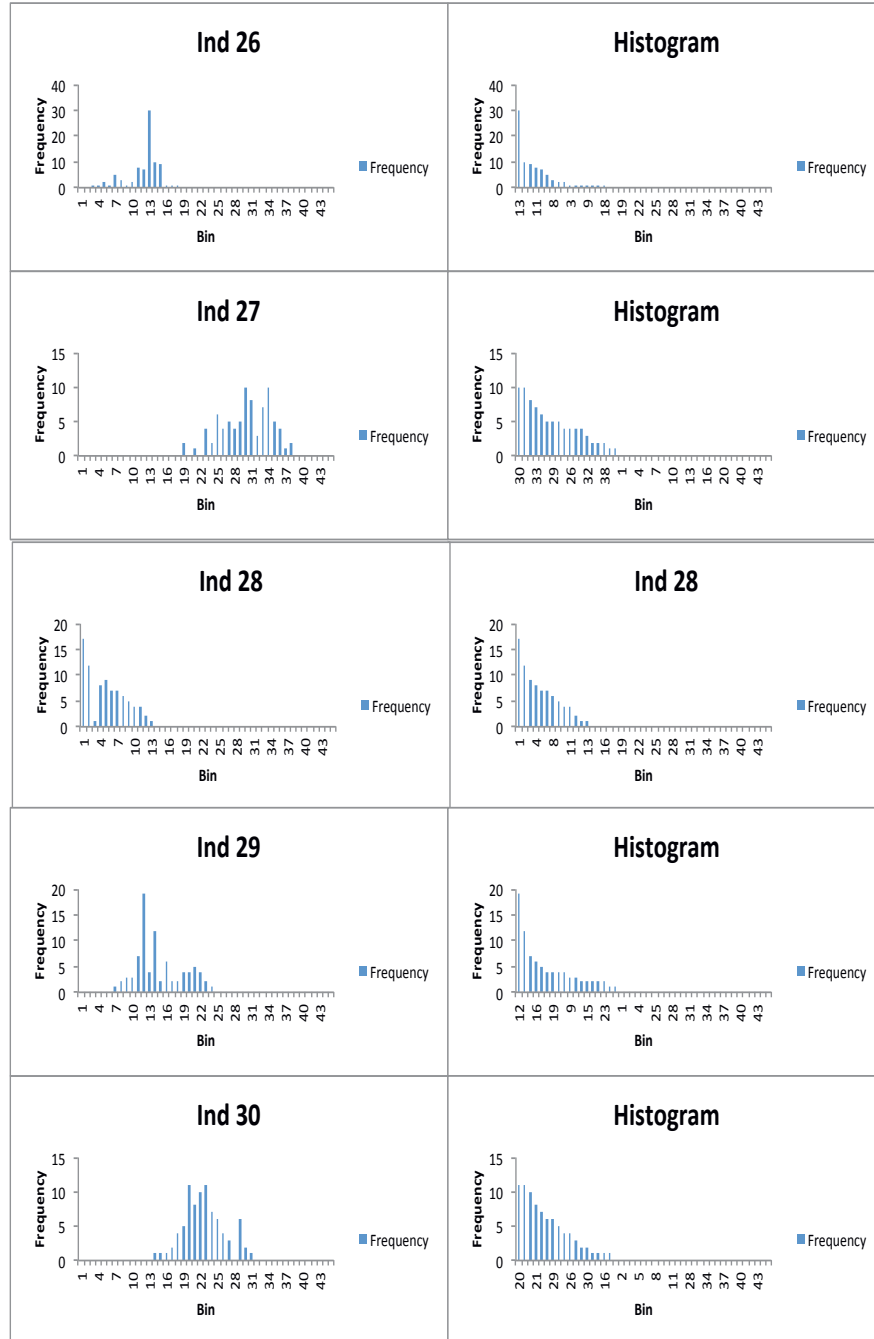 Ind 26
Frequency
40
30
20
10
0
Frequency
1 4 7 10 13 16 19 22 25 28 31 34 37 40 43
Bin
Histogram
Frequency
40
30
20
10
0
Frequency
13 11 8 3 9 18 19 22 25 28 31 34 37 40 43
Bin
Ind 27
Frequency
15
10
5
0
Frequency
1 4 7 10 13 16 19 22 25 28 31 34 37 40 43
Bin
Histogram
Frequency
15
10
5
0
Frequency
30 33 29 26 32 38 1 4 7 10 13 16 20 40 43
Bin
Ind 28
Frequency
20
15
10
5
0
Frequency
1 4 7 10 13 16 19 22 25 28 31 34 37 40 43
Bin
Ind 28
Frequency
20
15
10
5
0
Frequency
1 4 8 11 13 16 19 22 25 28 31 34 37 40 43
Bin
Ind 29
Frequency
20
15
10
5
0
Frequency
1 4 7 10 13 16 19 22 25 28 31 34 37 40 43
Bin
Histogram
Frequency
20
15
10
5
0
Frequency
12 16 19 9 15 23 1 4 25 28 31 34 37 40 43
Bin
Ind 30
Frequency
15
10
5
0
Frequency
1 4 7 10 13 16 19 22 25 28 31 34 37 40 43
Bin
Histogram
Frequency
15
10
5
0
Frequency
20 21 29 26 30 16 2 5 8 11 28 34 37 40 43
Bin